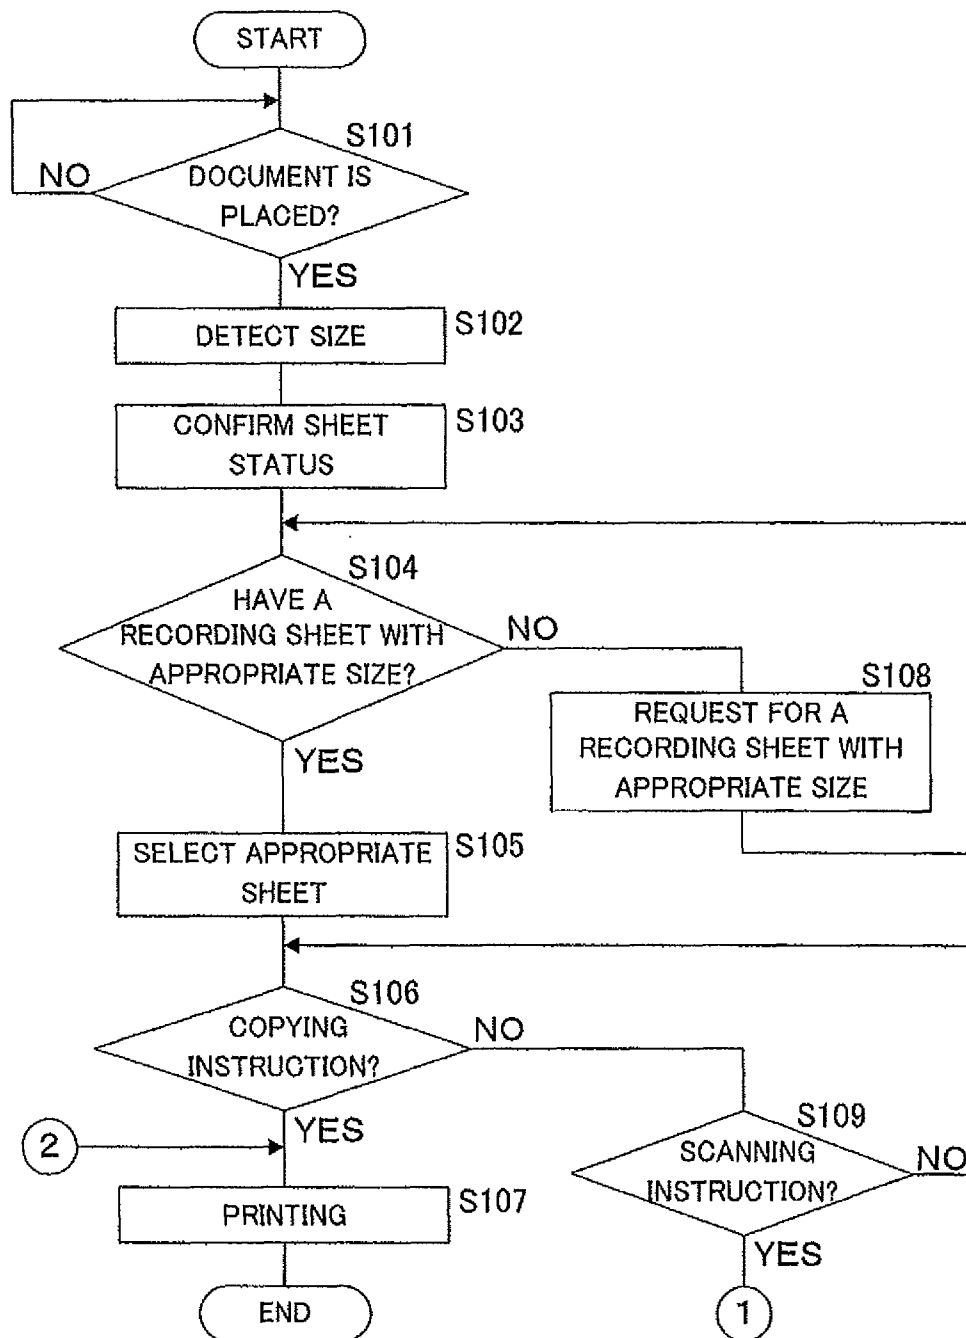 START
S101
NO
DOCUMENT IS
PLACED?
YES
DETECT SIZE
S102
CONFIRM SHEET
STATUS
S103
S104
HAVE A
RECORDING SHEET WITH
APPROPRIATE SIZE?
NO
YES
S108
REQUEST FOR A
RECORDING SHEET WITH
APPROPRIATE SIZE
SELECT APPROPRIATE
SHEET
S105
S106
COPYING
INSTRUCTION?
NO
YES
2
S109
SCANNING
INSTRUCTION?
NO
YES
1
PRINTING
S107
END